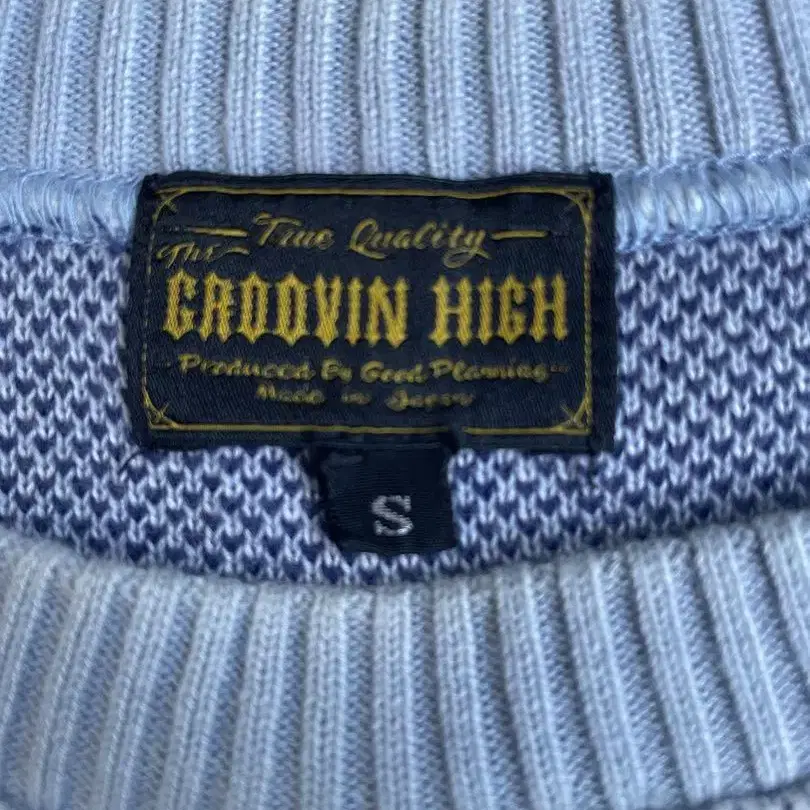 True Quality
The
GROOVIN HIGH
Produced By Good Planning
Made in Japan
S